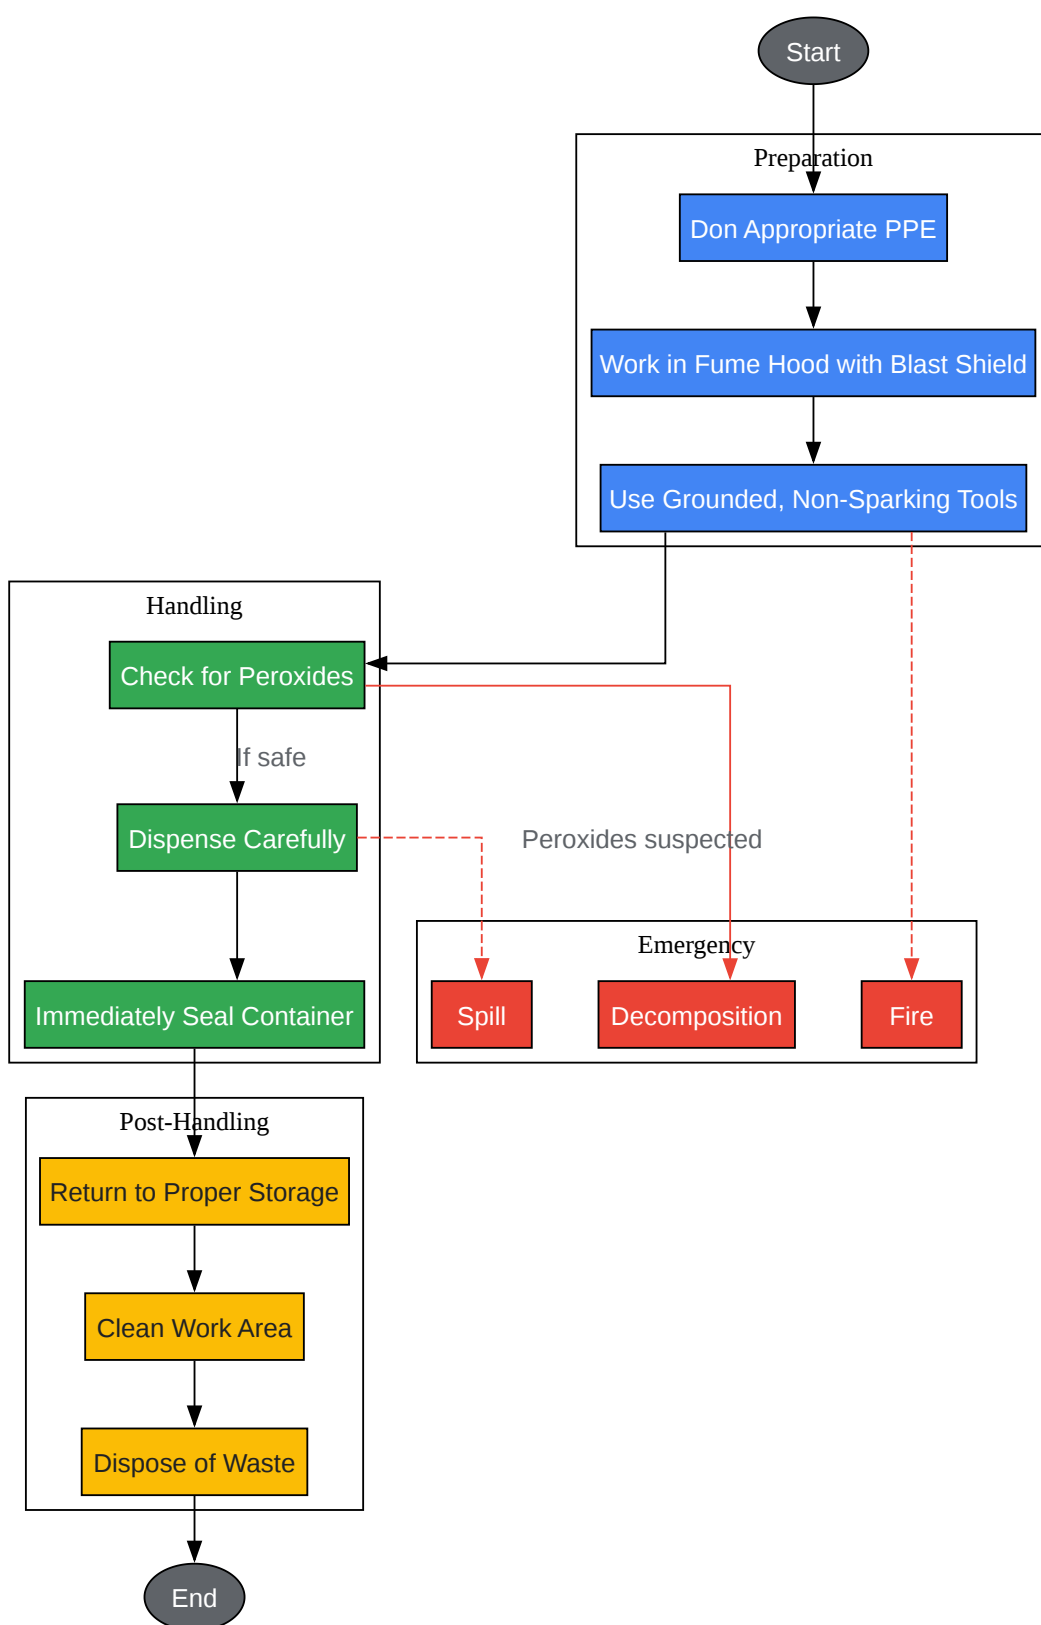 Start
Preparation
Don Appropriate PPE
Work in Fume Hood with Blast Shield
Use Grounded, Non-Sparking Tools
Handling
Check for Peroxides
If safe
Dispense Carefully
Peroxides suspected
Emergency
Immediately Seal Container
Spill
Decomposition
Fire
Post-Handling
Return to Proper Storage
Clean Work Area
Dispose of Waste
End